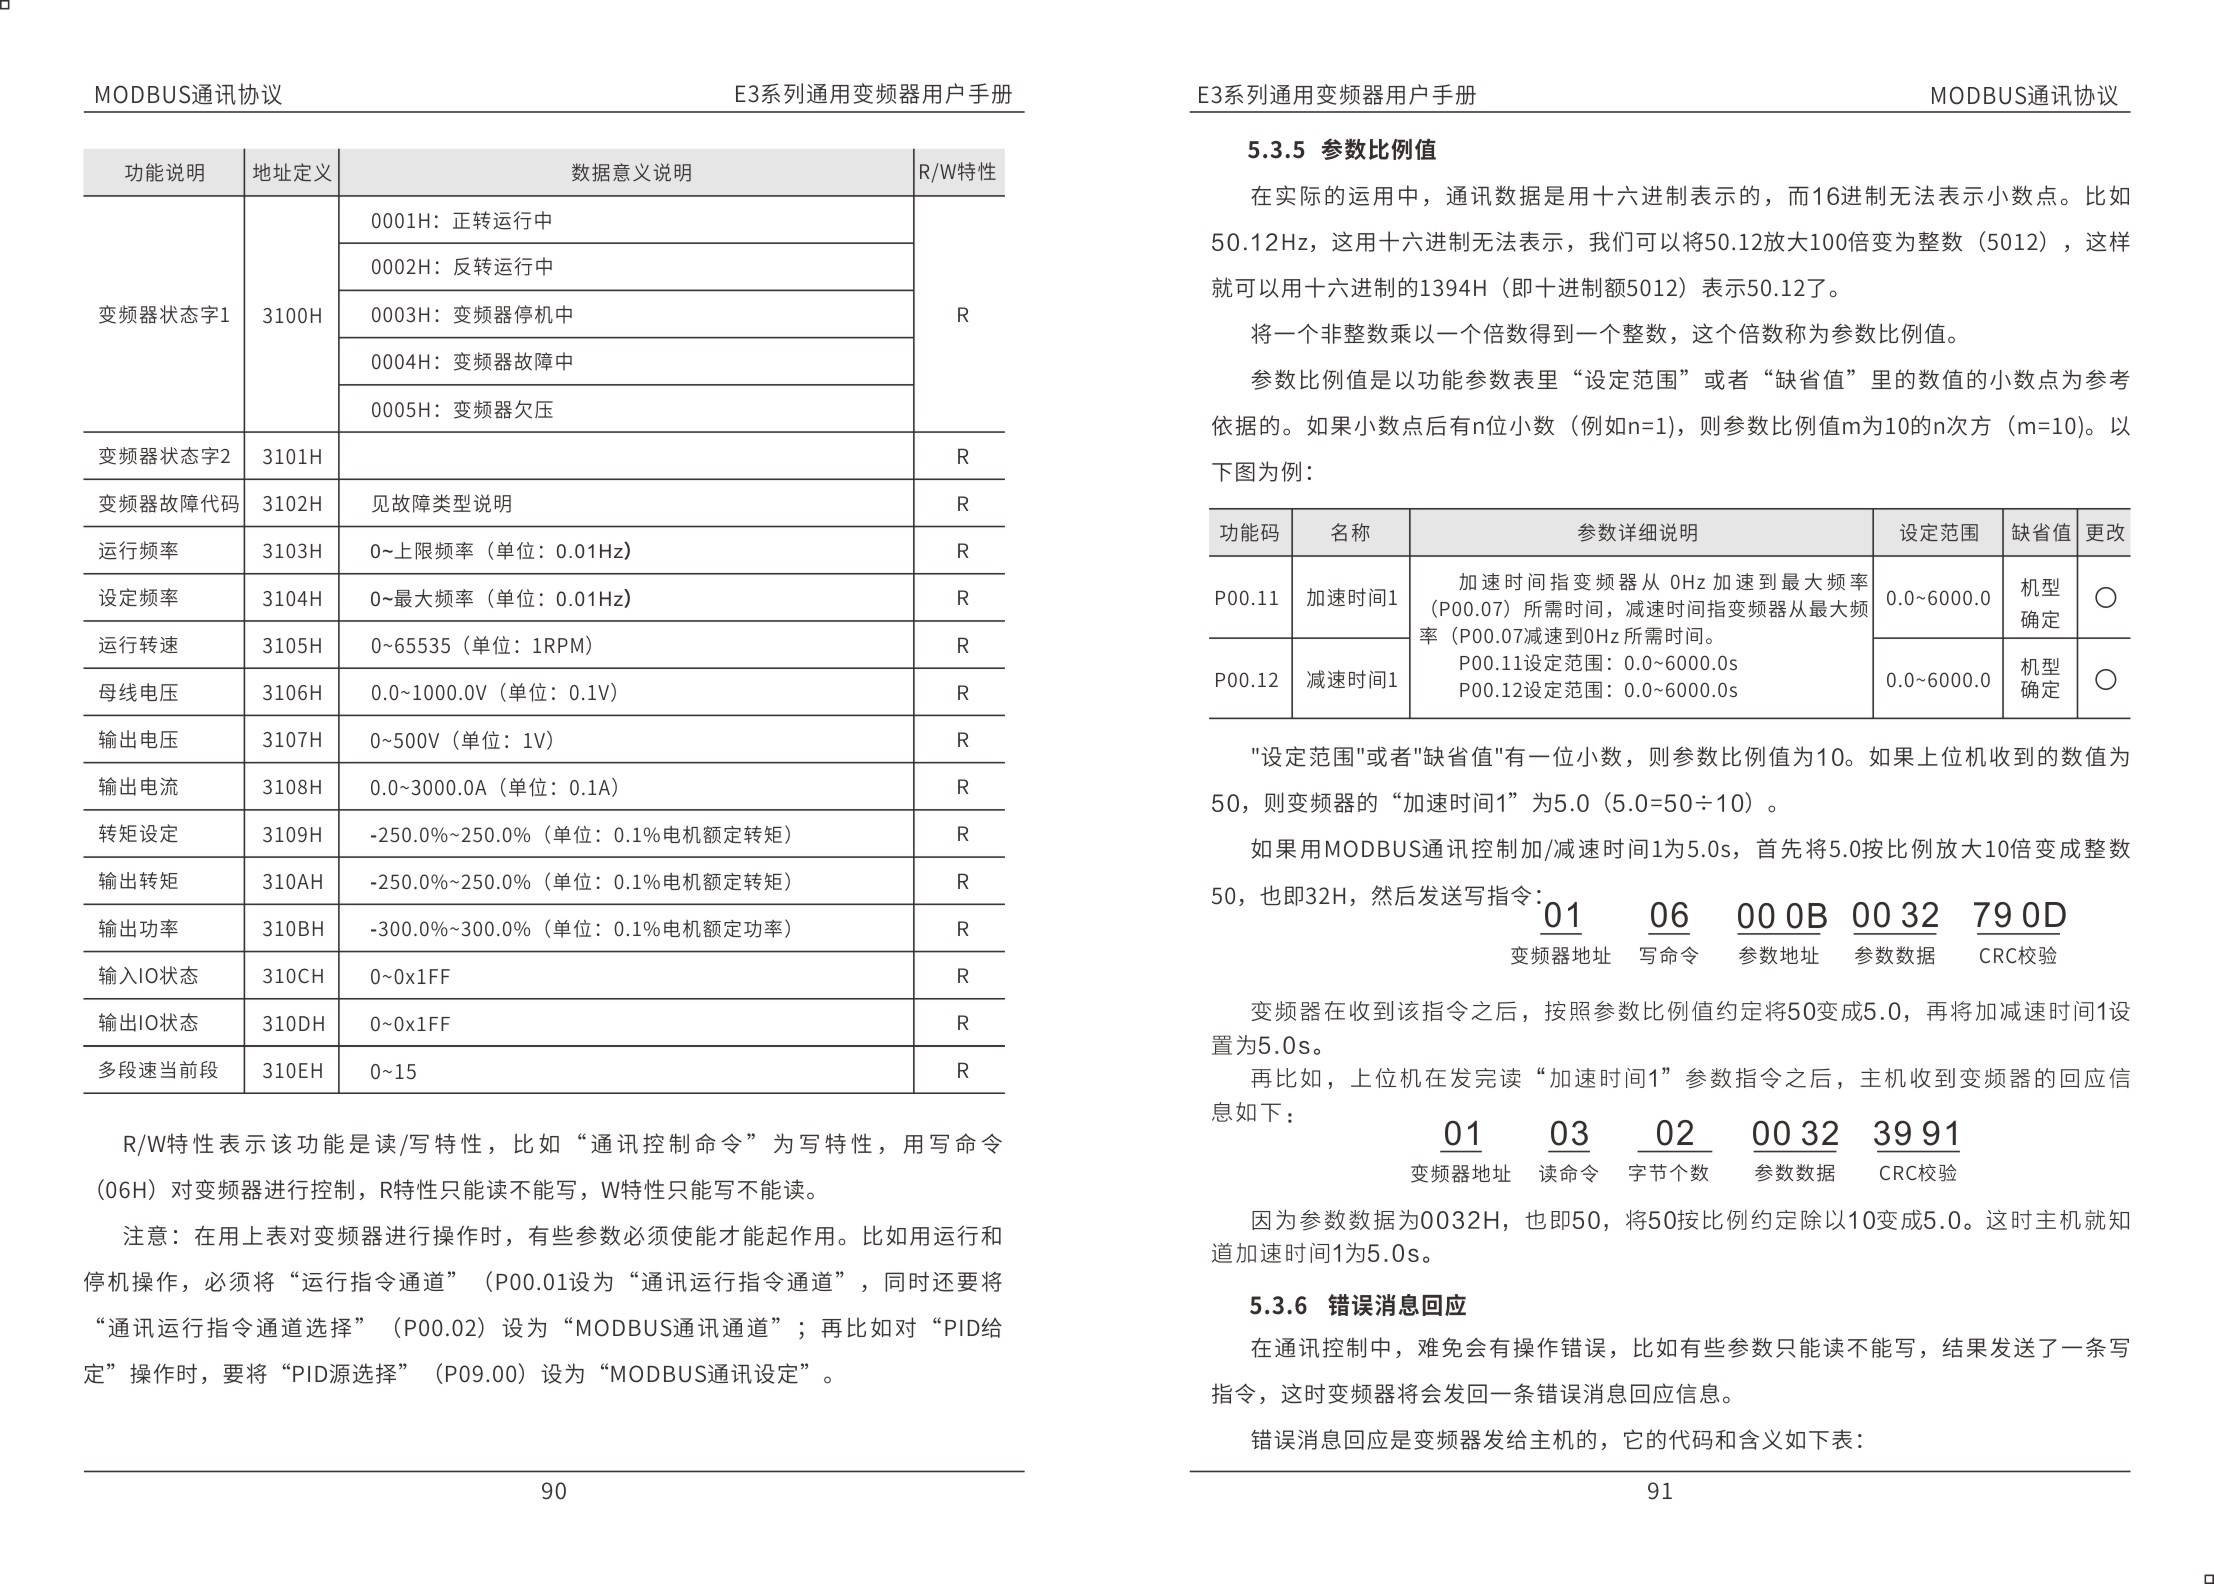 MODBUS通讯协议 E3系列通用变频器用户手册
功能说明 地址定义 数据意义说明 R/W特性
变频器状态字1 3100H 0001H：正转运行中 R
0002H：反转运行中
0003H：变频器停机中
0004H：变频器故障中
0005H：变频器欠压
变频器状态字2 3101H R
变频器故障代码 3102H 见故障类型说明 R
运行频率 3103H 0~上限频率（单位：0.01Hz） R
设定频率 3104H 0~最大频率（单位：0.01Hz） R
运行转速 3105H 0~65535（单位：1RPM） R
母线电压 3106H 0.0~1000.0V（单位：0.1V） R
输出电压 3107H 0~500V（单位：1V） R
输出电流 3108H 0.0~3000.0A（单位：0.1A） R
转矩设定 3109H -250.0%~250.0%（单位：0.1%电机额定转矩） R
输出转矩 310AH -250.0%~250.0%（单位：0.1%电机额定转矩） R
输出功率 310BH -300.0%~300.0%（单位：0.1%电机额定功率） R
输入IO状态 310CH 0~0x1FF R
输出IO状态 310DH 0~0x1FF R
多段速当前段 310EH 0~15 R
R/W特性表示该功能是读/写特性，比如“通讯控制命令”为写特性，用写命令
（06H）对变频器进行控制，R特性只能读不能写，W特性只能写不能读。
注意：在用上表对变频器进行操作时，有些参数必须使能才能起作用。比如用运行和
停机操作，必须将“运行指令通道”（P00.01设为“通讯运行指令通道”，同时还要将
“通讯运行指令通道选择”（P00.02）设为“MODBUS通讯通道”；再比如对“PID给
定”操作时，要将“PID源选择”（P09.00）设为“MODBUS通讯设定”。
90
E3系列通用变频器用户手册 MODBUS通讯协议
5.3.5 参数比例值
在实际的运用中，通讯数据是用十六进制表示的，而16进制无法表示小数点。比如
50.12Hz，这用十六进制无法表示，我们可以将50.12放大100倍变为整数（5012），这样
就可以用十六进制的1394H（即十进制额5012）表示50.12了。
将一个非整数乘以一个倍数得到一个整数，这个倍数称为参数比例值。
参数比例值是以功能参数表里“设定范围”或者“缺省值”里的数值的小数点为参考
依据的。如果小数点后有n位小数（例如n=1)，则参数比例值m为10的n次方（m=10)。以
下图为例：
功能码 名称 参数详细说明 设定范围 缺省值 更改
P00.11 加速时间1 0.0~6000.0 机型
确定 ○
加速时间指变频器从 0Hz 加速到最大频率
（P00.07）所需时间，减速时间指变频器从最大频
率（P00.07减速到0Hz 所需时间。
P00.11设定范围：0.0~6000.0s
P00.12设定范围：0.0~6000.0s
P00.12 减速时间1 0.0~6000.0 机型
确定 ○
"设定范围"或者"缺省值"有一位小数，则参数比例值为10。如果上位机收到的数值为
50，则变频器的“加速时间1”为5.0（5.0=50÷10）。
如果用MODBUS通讯控制加/减速时间1为5.0s，首先将5.0按比例放大10倍变成整数
50，也即32H，然后发送写指令：
01 06 00 0B 00 32 79 0D
变频器地址 写命令 参数地址 参数数据 CRC校验
变频器在收到该指令之后，按照参数比例值约定将50变成5.0，再将加减速时间1设
置为5.0s。
再比如，上位机在发完读“加速时间1”参数指令之后，主机收到变频器的回应信
息如下：
01 03 02 00 32 39 91
变频器地址 读命令 字节个数 参数数据 CRC校验
因为参数数据为0032H，也即50，将50按比例约定除以10变成5.0。这时主机就知
道加速时间1为5.0s。
5.3.6 错误消息回应
在通讯控制中，难免会有操作错误，比如有些参数只能读不能写，结果发送了一条写
指令，这时变频器将会发回一条错误消息回应信息。
错误消息回应是变频器发给主机的，它的代码和含义如下表：
91